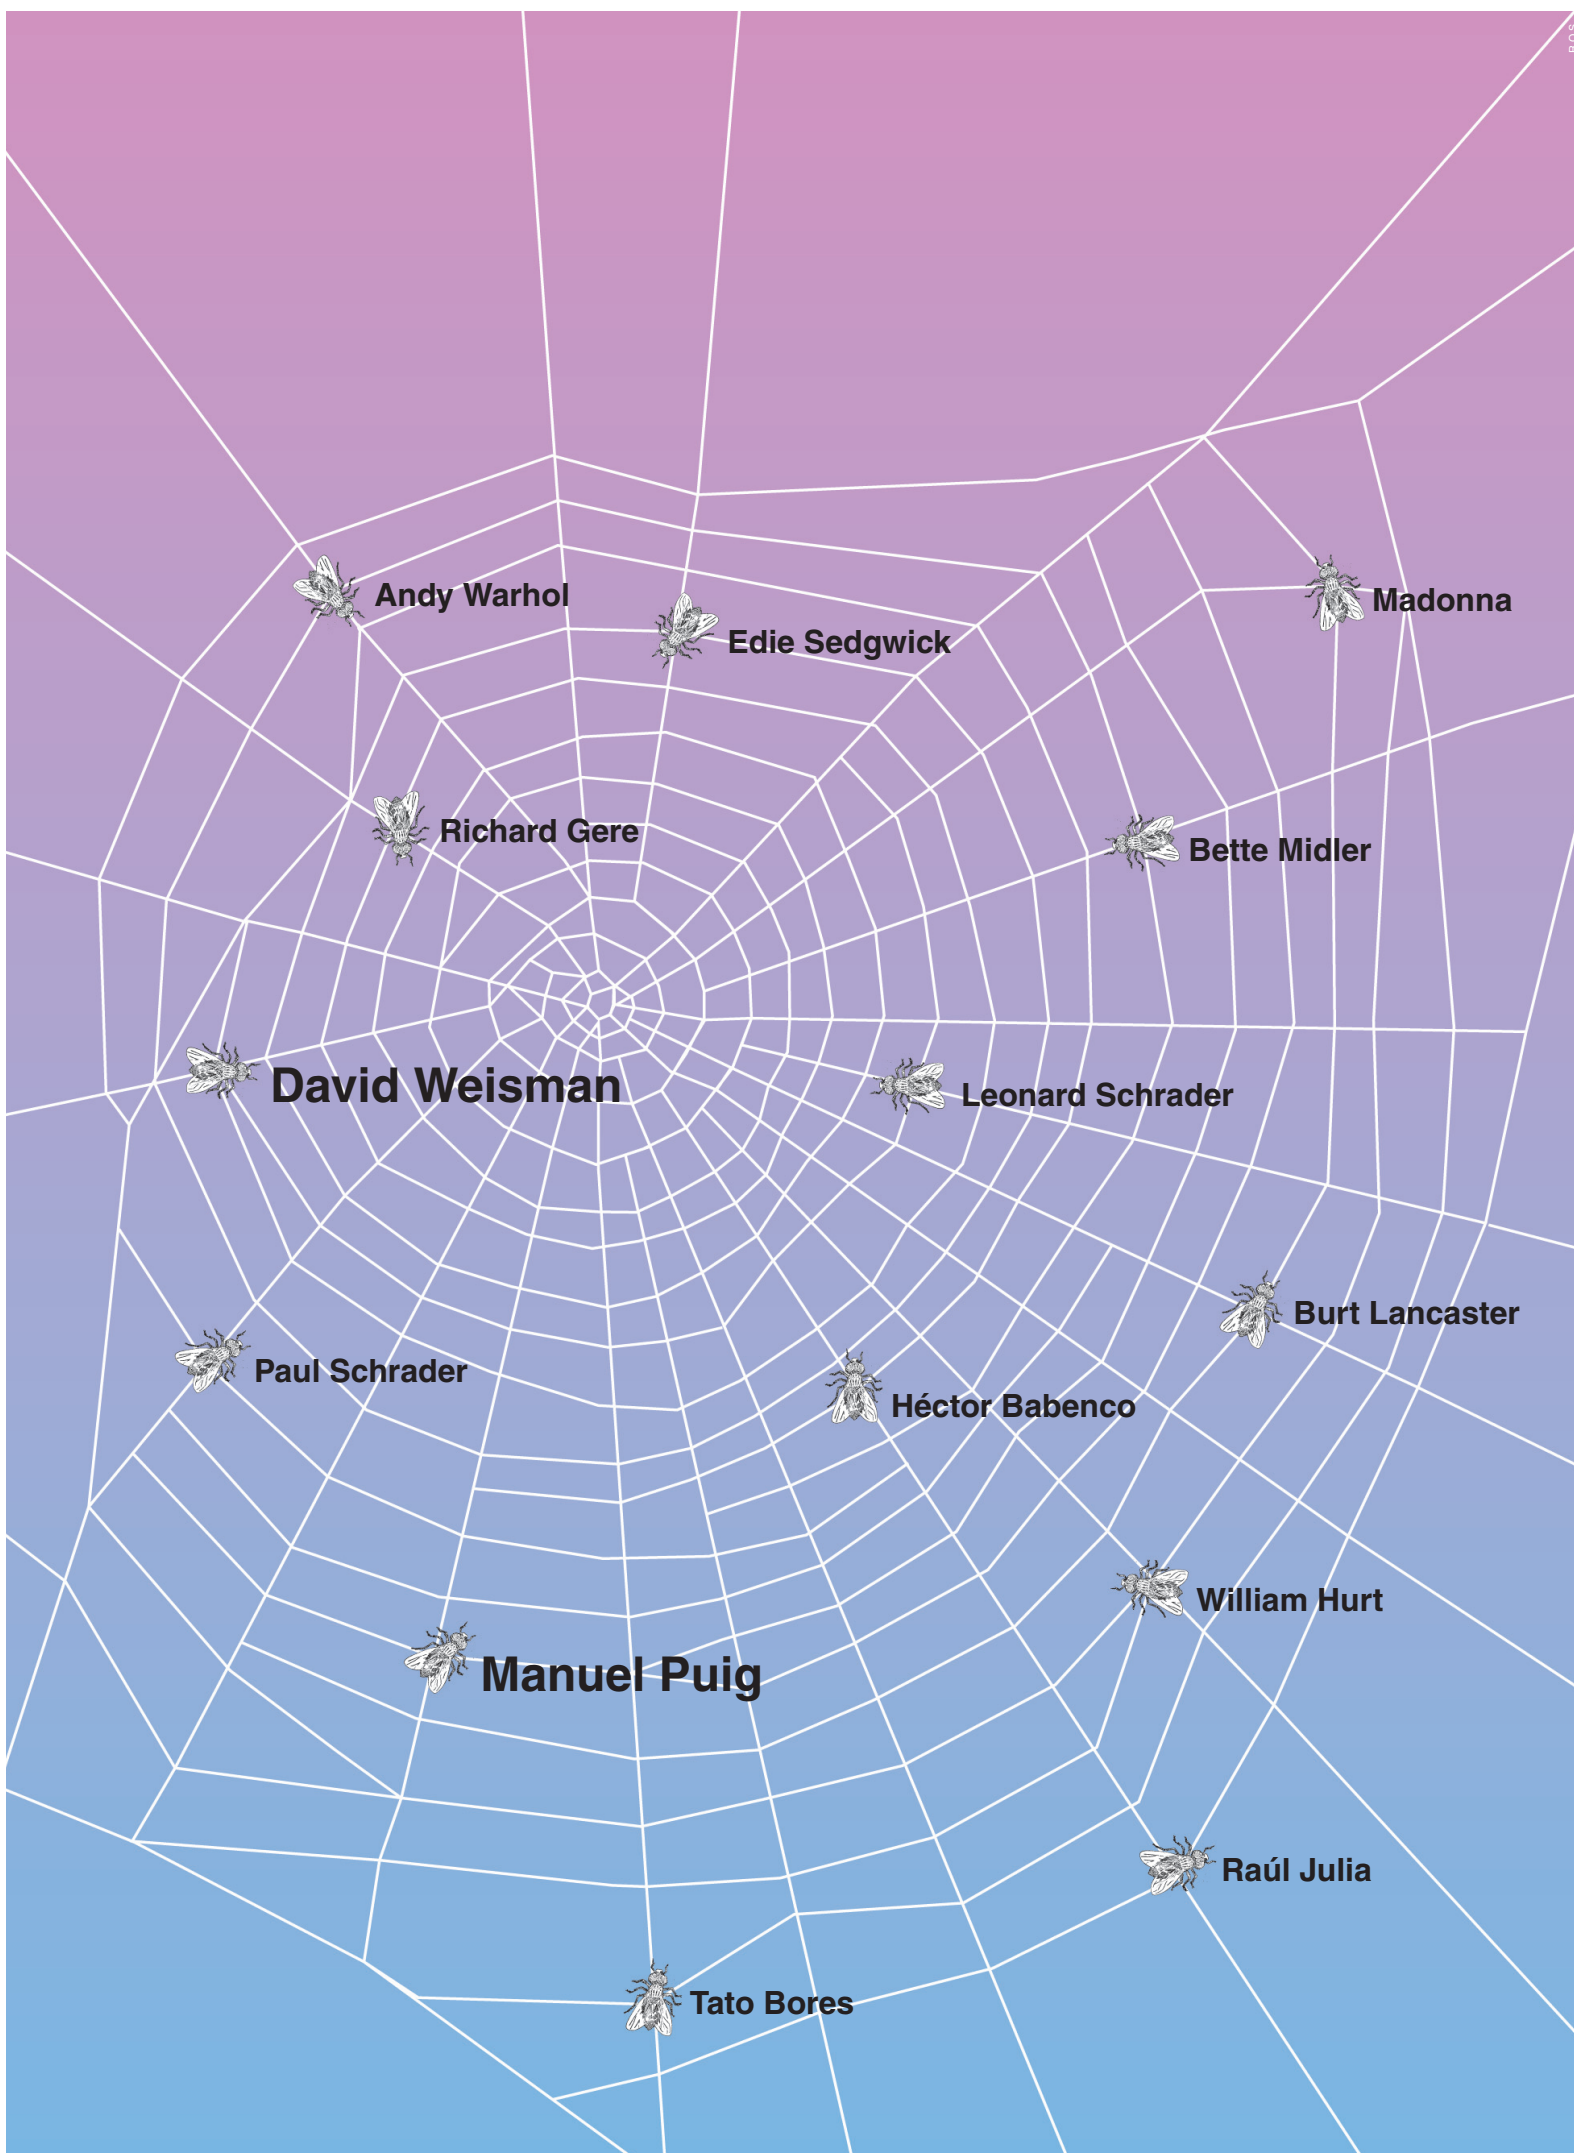 Andy Warhol
Madonna
Edie Sedgwick
Richard Gere
Bette Midler
David Weisman
Leonard Schrader
Burt Lancaster
Paul Schrader
Héctor Babenco
William Hurt
Manuel Puig
Raúl Julia
Tato Bores